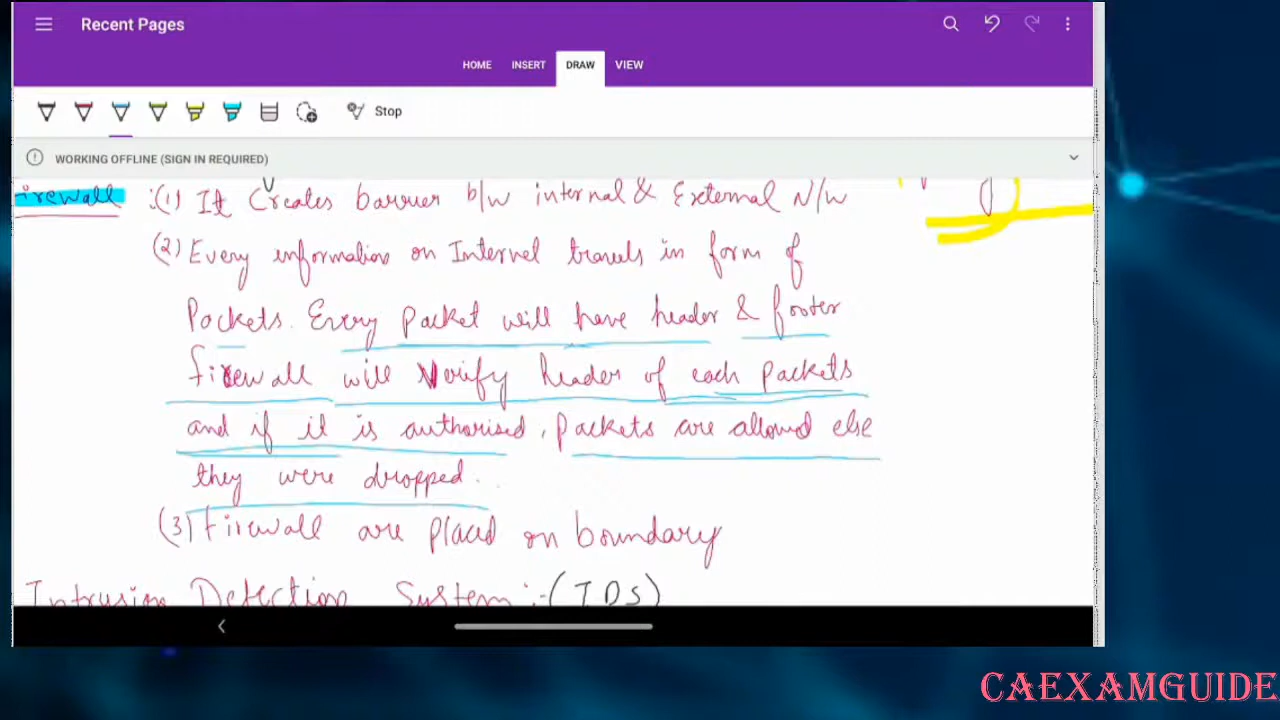 Recent Pages
HOME INSERT DRAW VIEW
Stop
WORKING OFFLINE (SIGN IN REQUIRED)
irewall :(1) It Creates barrier b/w internal & External N/w
(2) Every information on Internet travels in form of
Packets. Every packet will have header & footer
firewall will Verify header of each packets
and if it is authorised, packets are allowed else
they were dropped.
(3) firewall are placed on boundary
Intrusion Detection System :- (IDS)
CAEXAMGUIDE